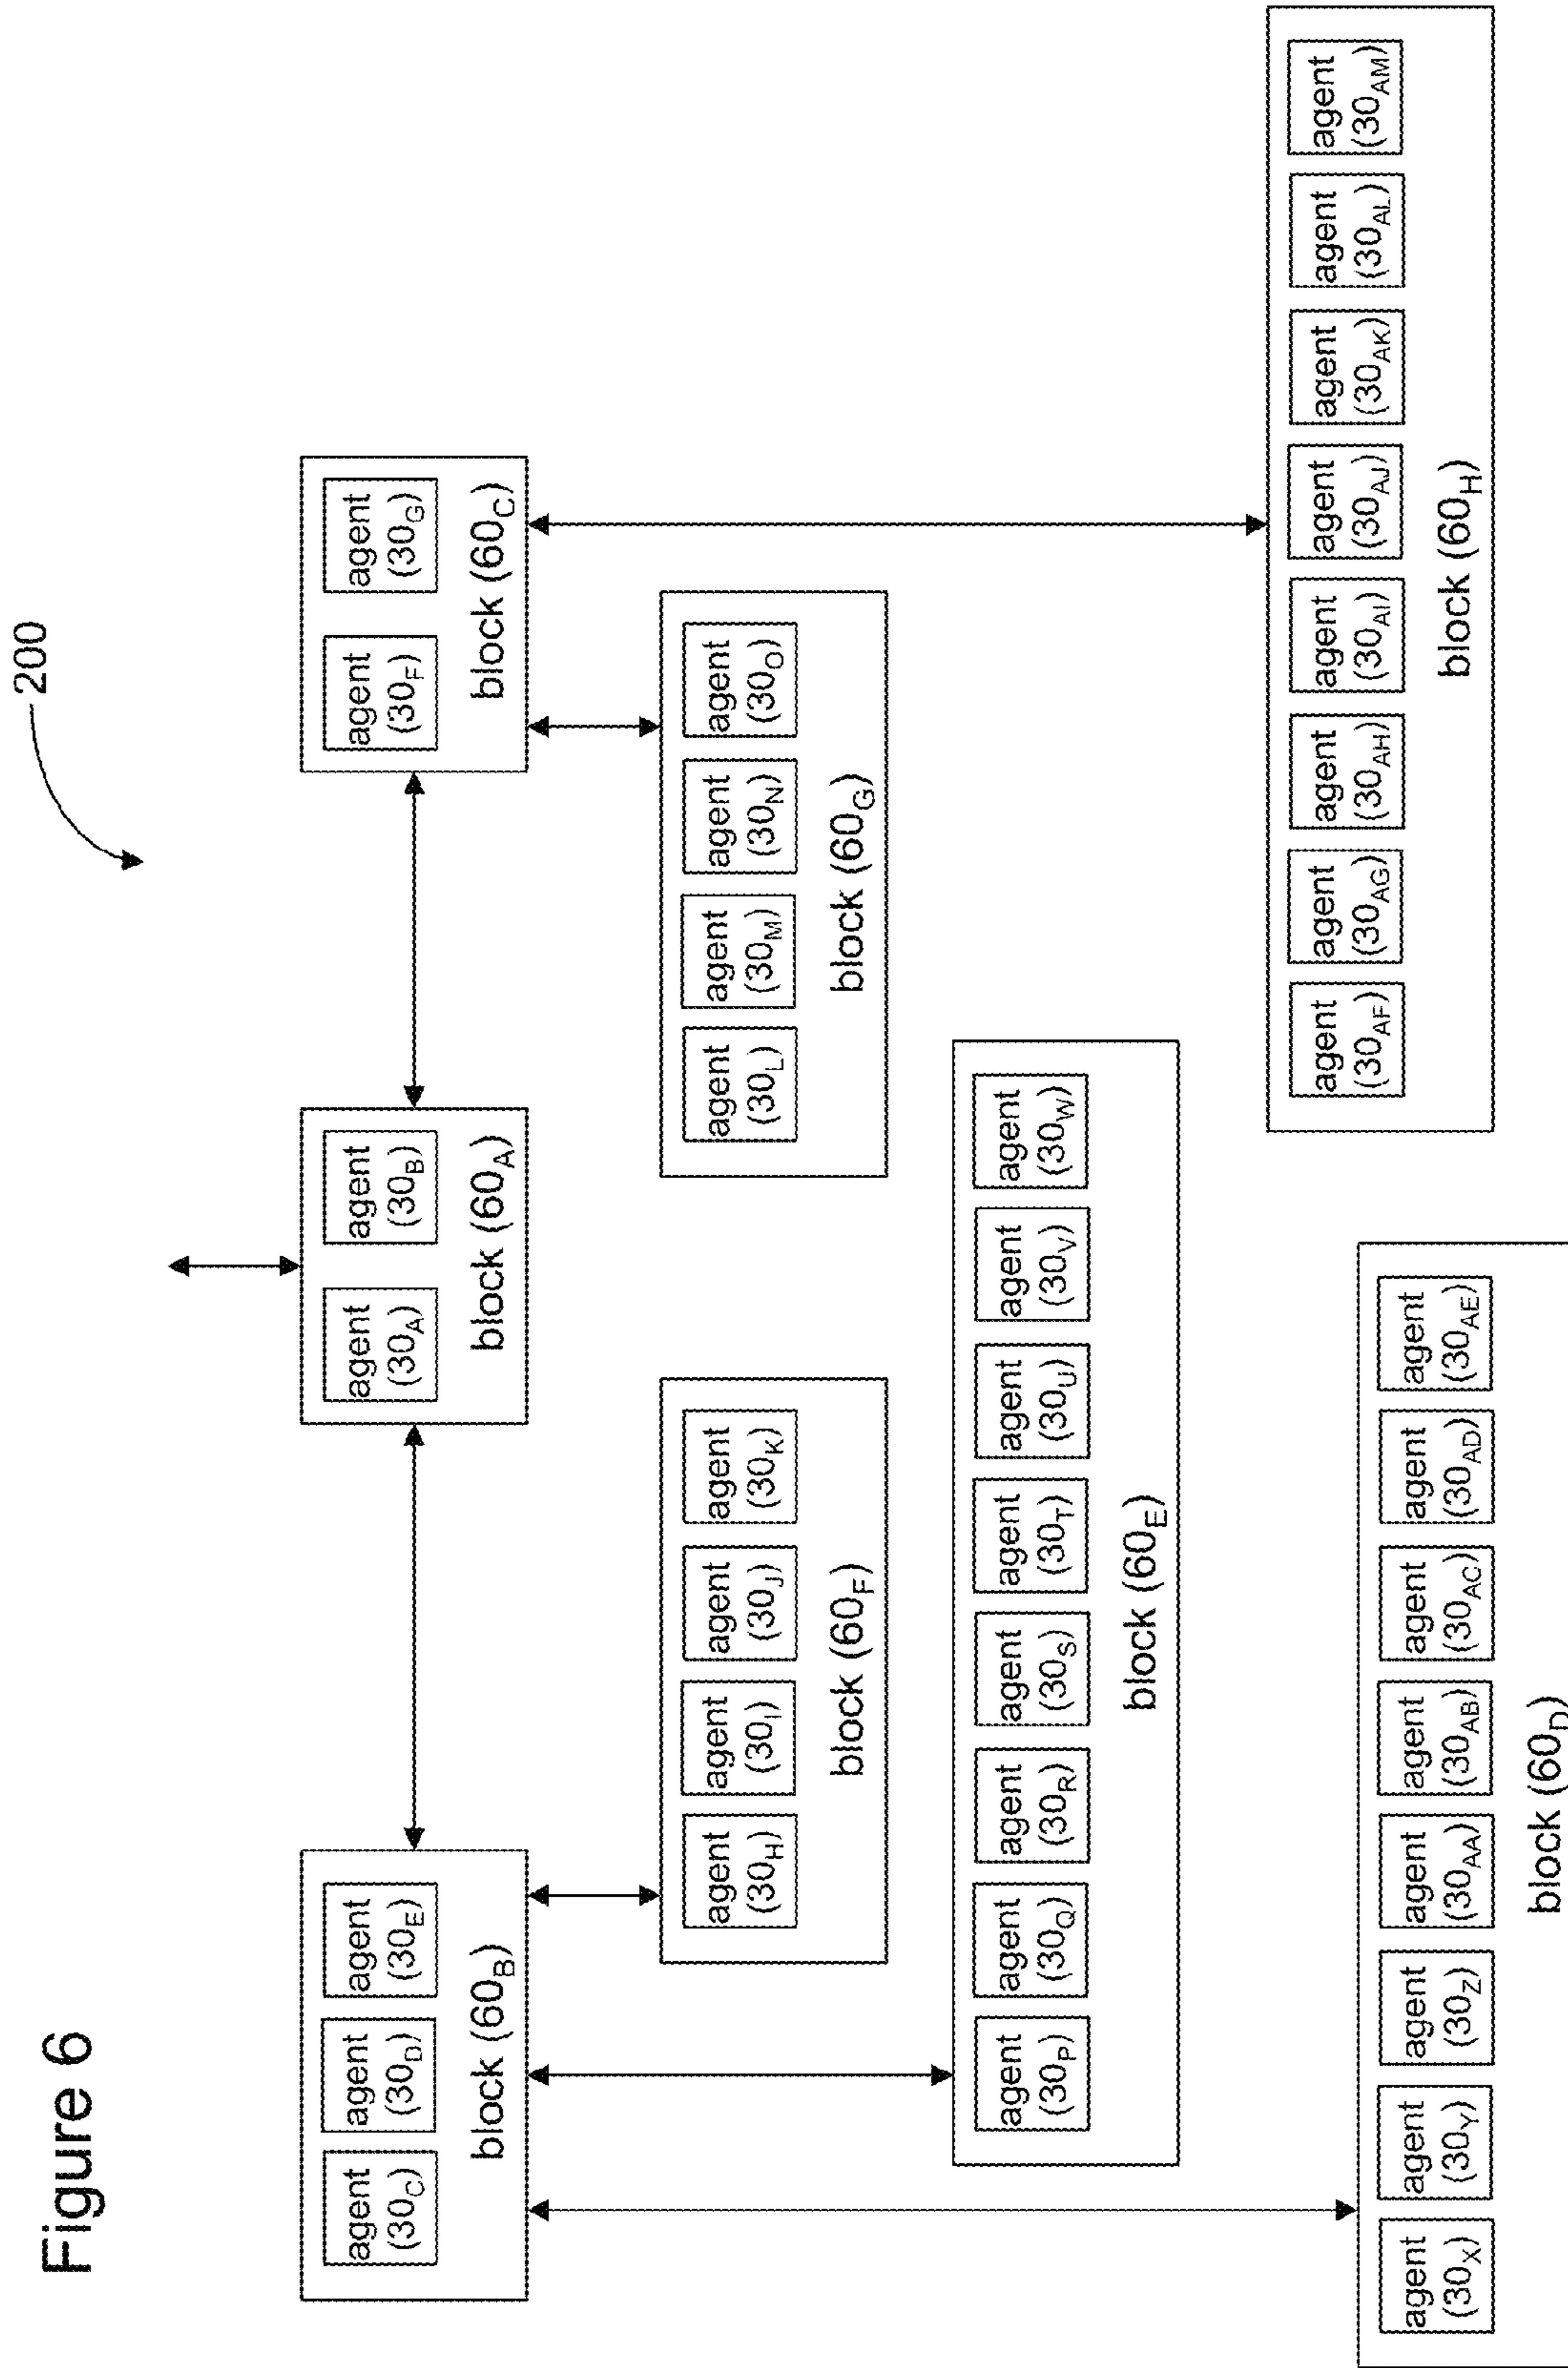 Figure 6
200
agent
(30C)
agent
(30D)
agent
(30E)
block (60B)
agent
(30A)
agent
(30B)
block (60A)
agent
(30F)
agent
(30G)
block (60C)
agent
(30H)
agent
(30I)
agent
(30J)
agent
(30K)
block (60F)
agent
(30L)
agent
(30M)
agent
(30N)
agent
(30O)
block (60G)
agent
(30P)
agent
(30Q)
agent
(30R)
agent
(30S)
agent
(30T)
agent
(30U)
agent
(30V)
agent
(30W)
block (60E)
agent
(30X)
agent
(30Y)
agent
(30Z)
agent
(30AA)
agent
(30AB)
agent
(30AC)
agent
(30AD)
agent
(30AE)
block (60D)
agent
(30AF)
agent
(30AG)
agent
(30AH)
agent
(30AI)
agent
(30AJ)
agent
(30AK)
agent
(30AL)
agent
(30AM)
block (60H)